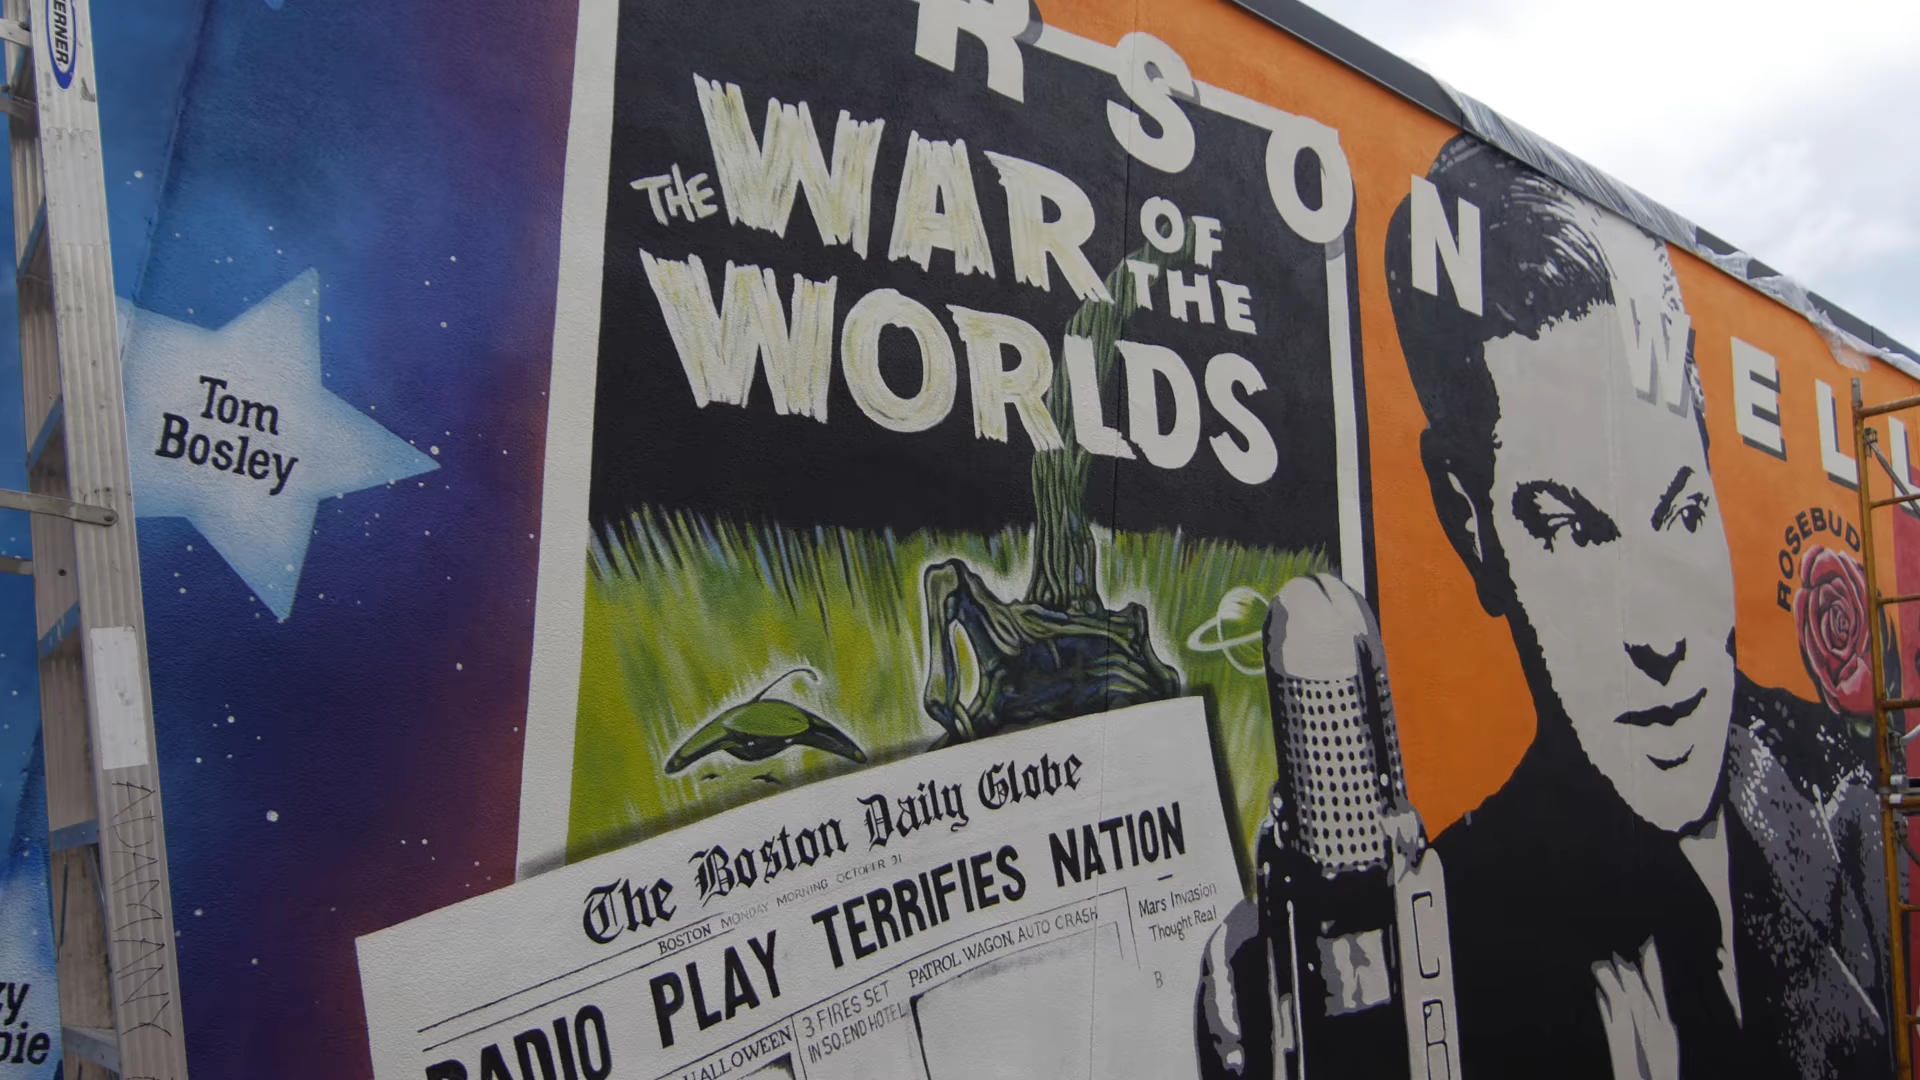 Tom
Bosley
RSON WELL
THE WAR OF THE
WORLDS
ROSEBUD
The Boston Daily Globe
BOSTON MONDAY MORNING OCTOBER 31
RADIO PLAY TERRIFIES NATION
HALLOWEEN
3 FIRES SET
IN SO. END HOTEL
PATROL WAGON, AUTO CRASH
Mars Invasion
Thought Real
B
CB
ADAMANY